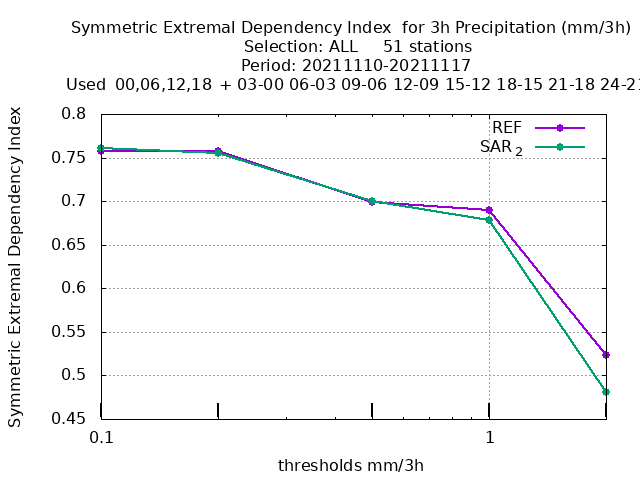 Symmetric Extremal Dependency Index  for 3h Precipitation (mm/3h)
Selection: ALL     51 stations
Period: 20211110-20211117
Used  00,06,12,18  + 03-00 06-03 09-06 12-09 15-12 18-15 21-18 24-21
Symmetric Extremal Dependency Index
0.8
0.75
0.7
0.65
0.6
0.55
0.5
0.45
REF
SAR 2
0.1
1
thresholds mm/3h